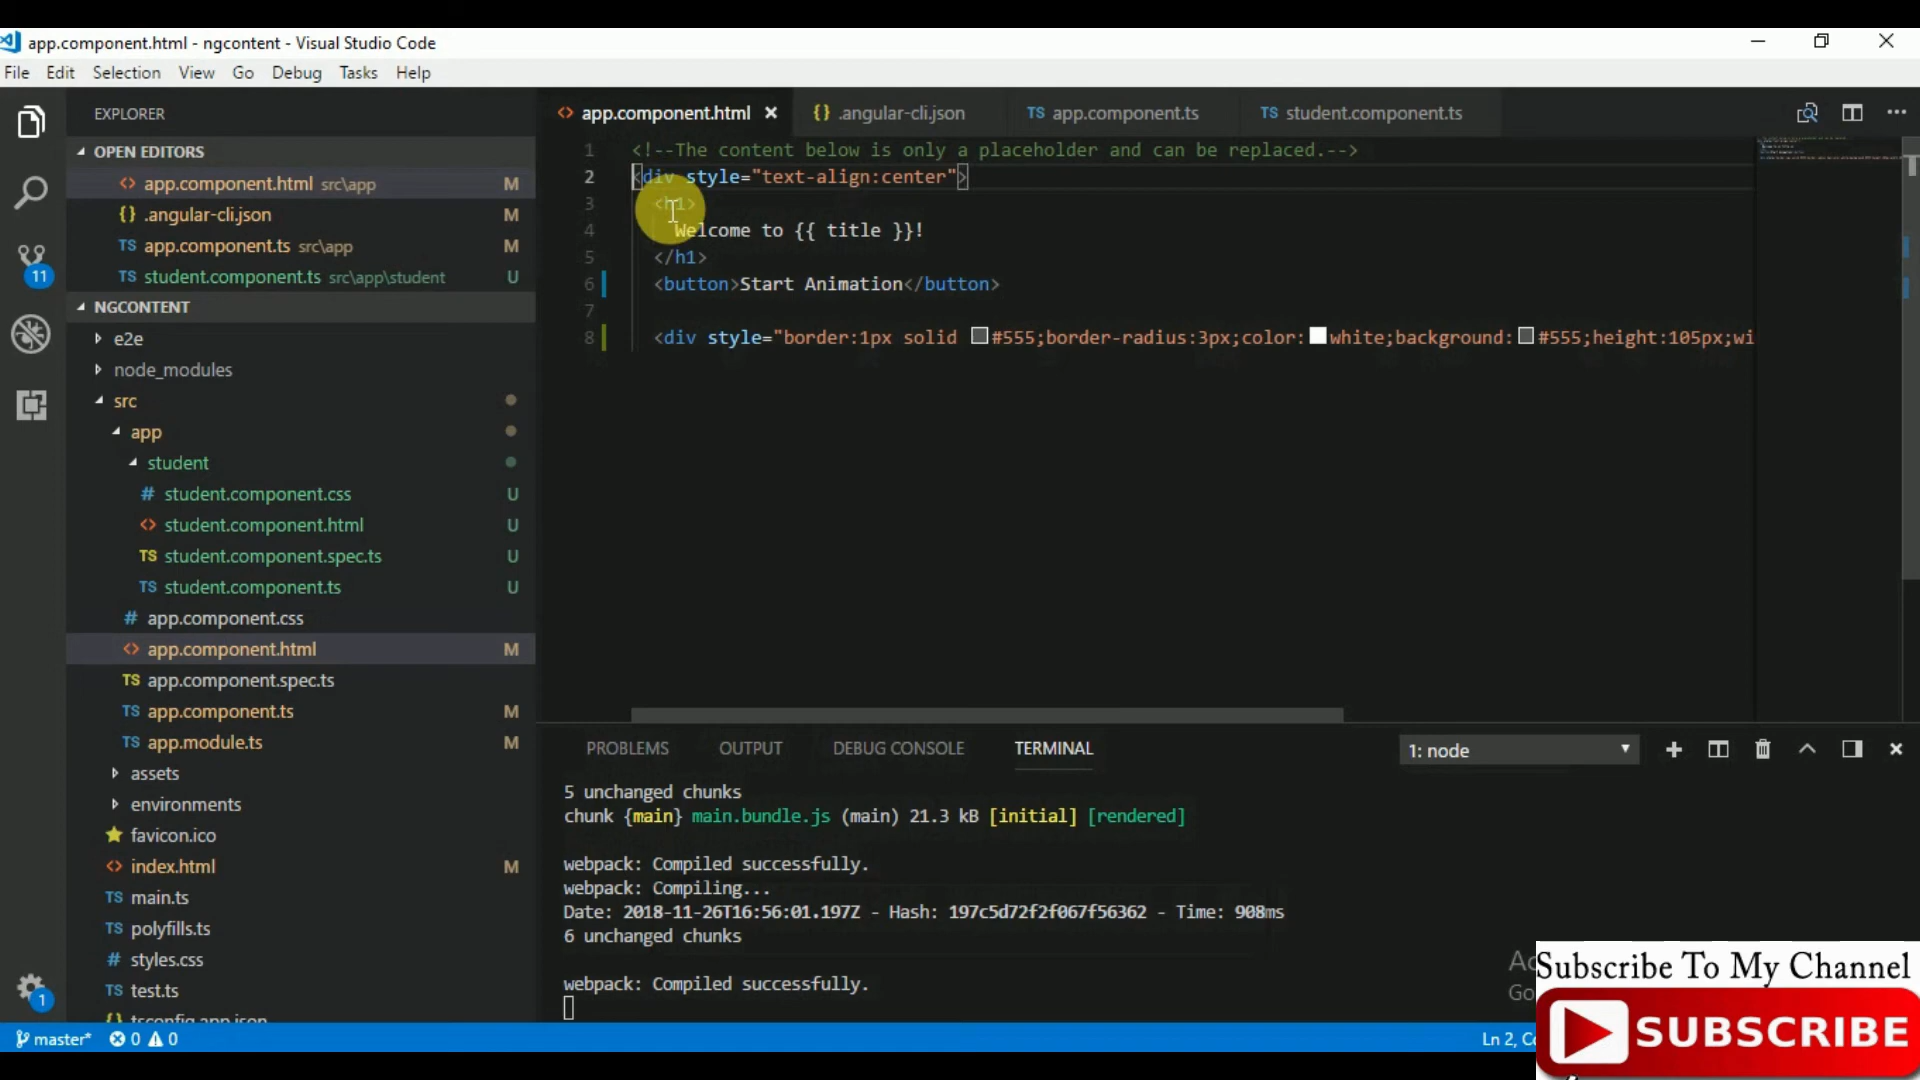 app.component.html - ngcontent - Visual Studio Code
File Edit Selection View Go Debug Tasks Help
EXPLORER
OPEN EDITORS
<> app.component.html src\app M
{} .angular-cli.json M
TS app.component.ts src\app M
TS student.component.ts src\app\student U
NGCONTENT
e2e
node_modules
src
app
student
# student.component.css U
<> student.component.html U
TS student.component.spec.ts U
TS student.component.ts U
# app.component.css
<> app.component.html M
TS app.component.spec.ts
TS app.component.ts M
TS app.module.ts M
assets
environments
favicon.ico
<> index.html M
TS main.ts
TS polyfills.ts
# styles.css
TS test.ts
{} tsconfig.app.json
11
1
<> app.component.html × {} .angular-cli.json TS app.component.ts TS student.component.ts
1 <!--The content below is only a placeholder and can be replaced.-->
2 <div style="text-align:center">
3 <h1>
4 Welcome to {{ title }}!
5 </h1>
6 <button>Start Animation</button>
7
8 <div style="border:1px solid #555;border-radius:3px;color:white;background:#555;height:105px;wi
PROBLEMS OUTPUT DEBUG CONSOLE TERMINAL 1: node
5 unchanged chunks
chunk {main} main.bundle.js (main) 21.3 kB [initial] [rendered]
webpack: Compiled successfully.
webpack: Compiling...
Date: 2018-11-26T16:56:01.197Z - Hash: 197c5d72f2f067f56362 - Time: 908ms
6 unchanged chunks
webpack: Compiled successfully.
master* 0 0
Ln 2,
Subscribe To My Channel
SUBSCRIBE